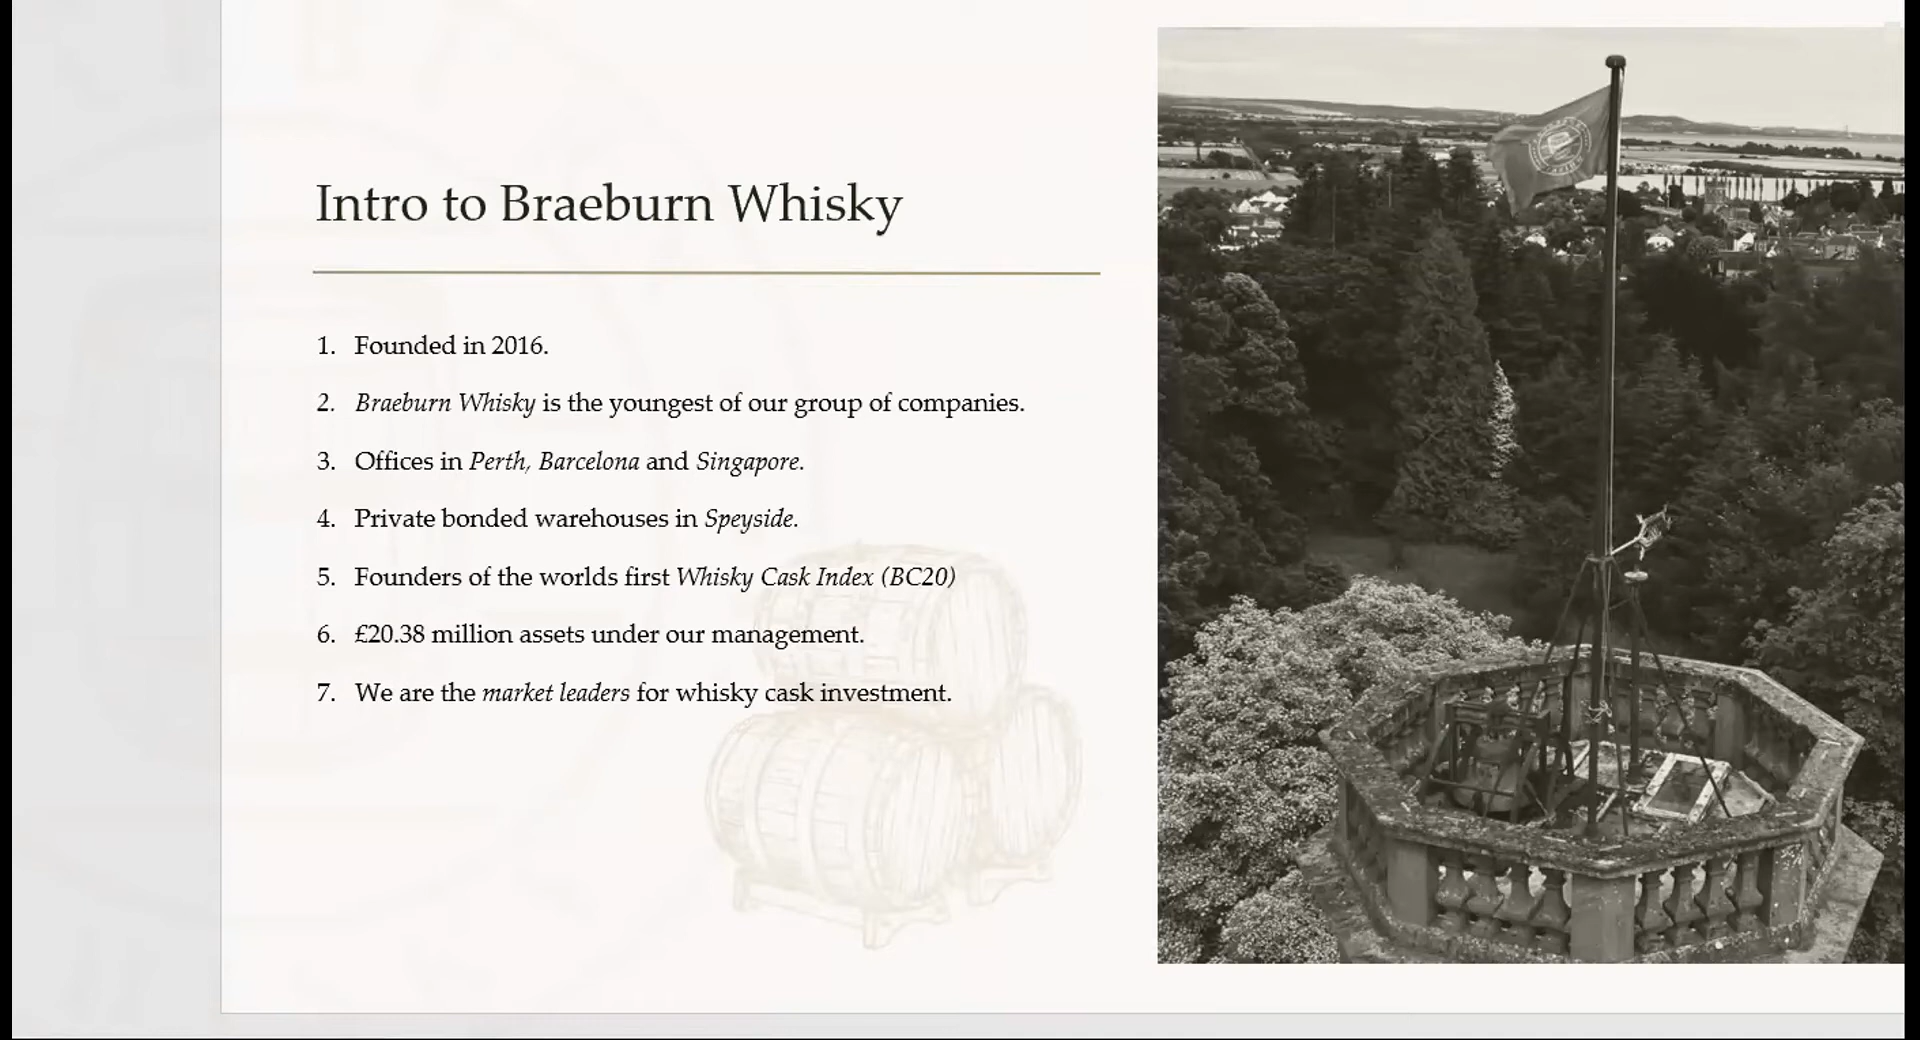 Intro to Braeburn Whisky
1. Founded in 2016.
2. Braeburn Whisky is the youngest of our group of companies.
3. Offices in Perth, Barcelona and Singapore.
4. Private bonded warehouses in Speyside.
5. Founders of the worlds first Whisky Cask Index (BC20)
6. £20.38 million assets under our management.
7. We are the market leaders for whisky cask investment.